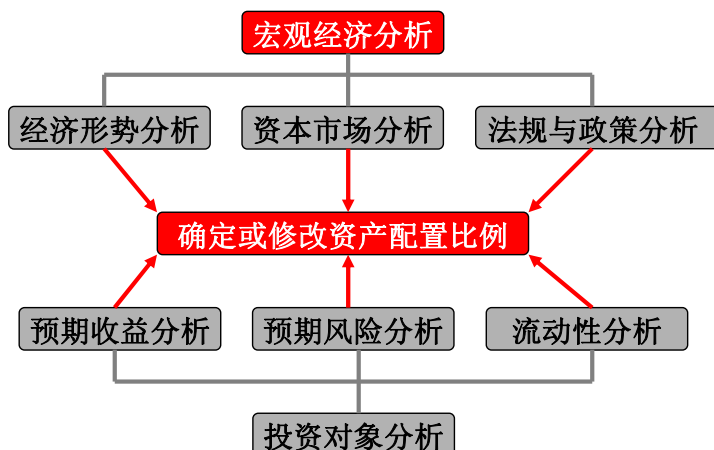 宏观经济分析
经济形势分析
资本市场分析
法规与政策分析
确定或修改资产配置比例
预期收益分析
预期风险分析
流动性分析
投资对象分析